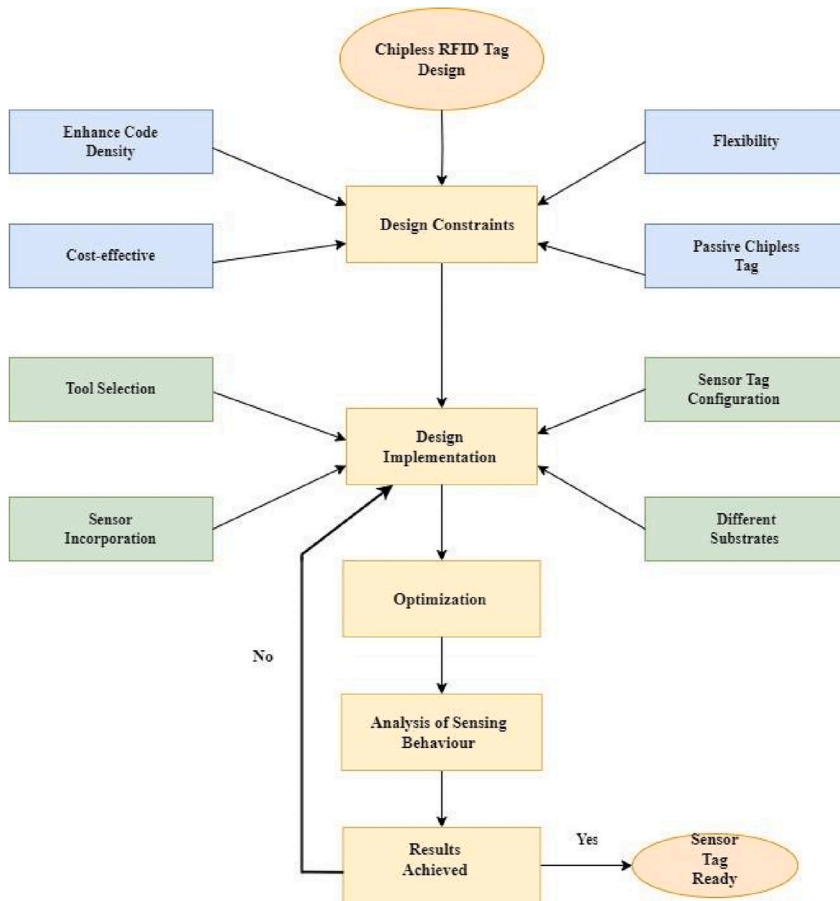 Chipless RFID Tag
Design
Enhance Code
Density
Flexibility
Design Constraints
Cost-effective
Passive Chipless
Tag
Tool Selection
Sensor Tag
Configuration
Design
Implementation
Sensor
Incorporation
Different
Substrates
Optimization
No
Analysis of Sensing
Behaviour
Results
Achieved
Yes
Sensor
Tag
Ready